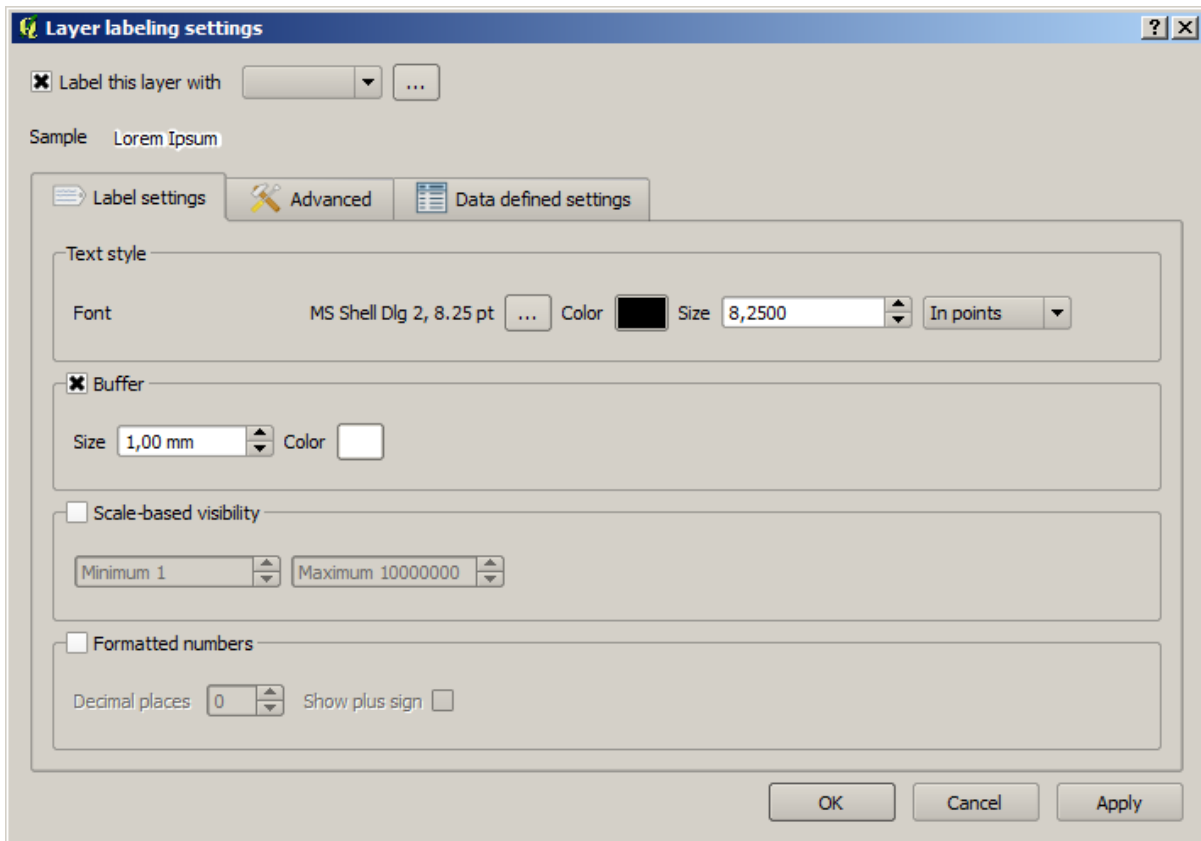 Layer labeling settings
Label this layer with ...
Sample Lorem Ipsum
Label settings Advanced Data defined settings
Text style
Font MS Shell Dlg 2, 8.25 pt ... Color Size 8,2500 In points
Buffer
Size 1,00 mm Color
Scale-based visibility
Minimum 1 Maximum 10000000
Formatted numbers
Decimal places 0 Show plus sign
OK Cancel Apply